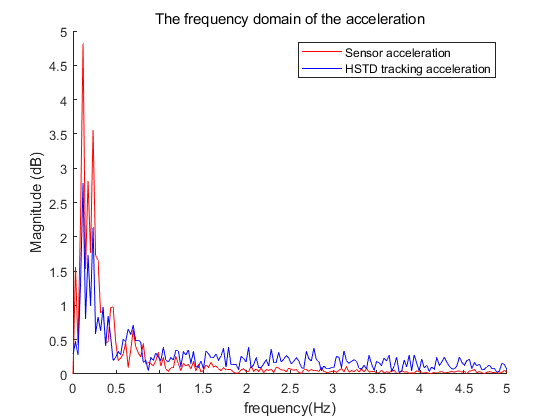 The frequency domain of the acceleration
Sensor acceleration
HSTD tracking acceleration
Magnitude (dB)
5
4.5
4
3.5
3
2.5
2
1.5
1
0.5
0
0 0.5 1 1.5 2 2.5 3 3.5 4 4.5 5
frequency(Hz)